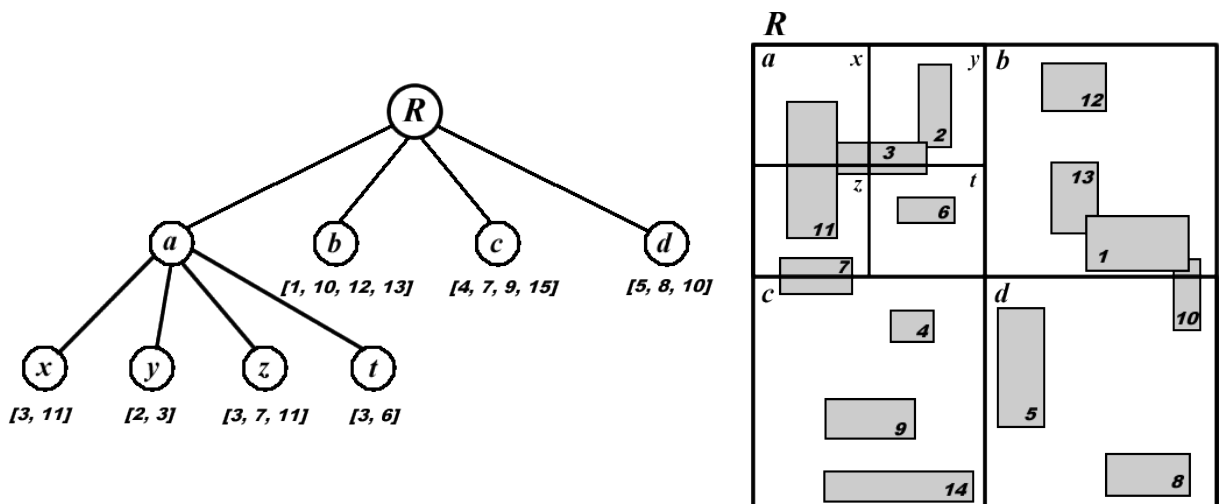 R
a
b
c
d
[1, 10, 12, 13]
[4, 7, 9, 15]
[5, 8, 10]
x
y
z
t
[3, 11]
[2, 3]
[3, 7, 11]
[3, 6]
R
a
x
y
b
12
2
3
z
t
13
6
11
1
7
c
d
10
4
5
9
8
14